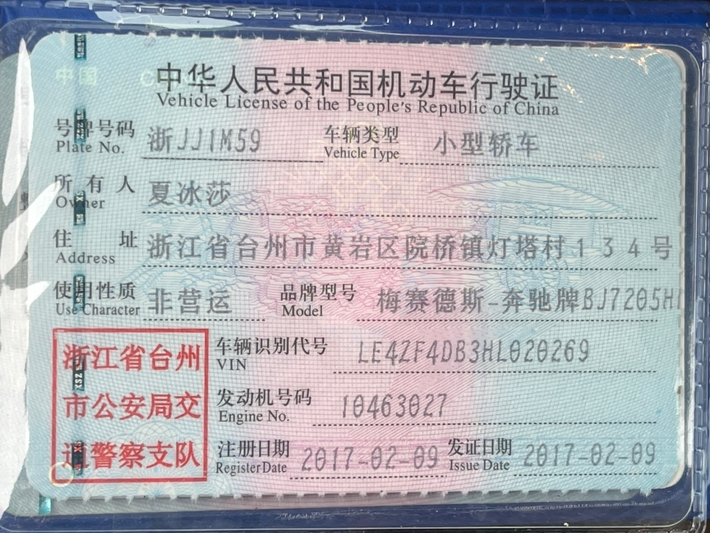 中国 C
中华人民共和国机动车行驶证
Vehicle License of the People's Republic of China
号牌号码 浙JJ1M59 车辆类型 小型轿车
Plate No. Vehicle Type
所有人 夏冰莎
Owner
住址 浙江省台州市黄岩区院桥镇灯塔村134号
Address
使用性质 非营运 品牌型号 梅赛德斯-奔驰牌BJ7205H
Use Character Model
浙江省台州 车辆识别代号 LE4ZF4DB3HL020269
VIN
市公安局交 发动机号码 10463027
Engine No.
通警察支队 注册日期 2017-02-09 发证日期 2017-02-09
Register Date Issue Date